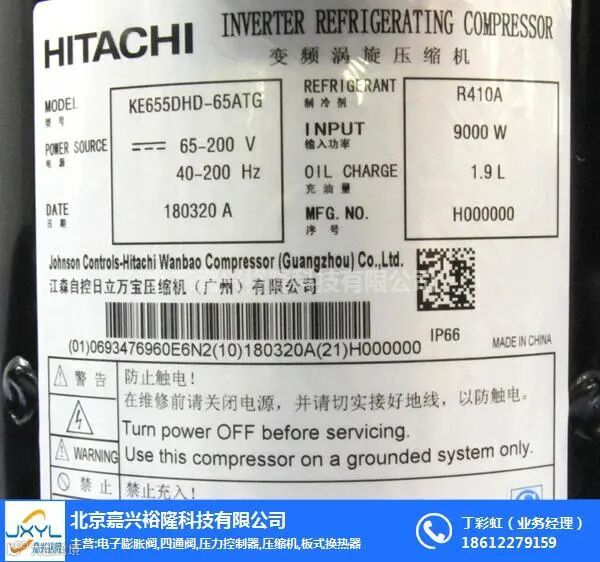 HITACHI
INVERTER REFRIGERATING COMPRESSOR
变频涡旋压缩机
MODEL
型号
KE655DHD-65ATG
POWER SOURCE
电源
65-200 V
40-200 Hz
DATE
日期
180320 A
REFRIGERANT
制冷剂
R410A
INPUT
输入功率
9000 W
OIL CHARGE
充油量
1.9 L
MFG. NO.
序号
H000000
Johnson Controls-Hitachi Wanbao Compressor (Guangzhou) Co.,Ltd.
江森自控日立万宝压缩机（广州）有限公司
(01)0693476960E6N2(10)180320A(21)H000000
IP66
MADE IN CHINA
警告
防止触电！
在维修前请关闭电源，并请切实接好地线，以防触电。
Turn power OFF before servicing.
WARNING
Use this compressor on a grounded system only.
禁止
禁止充入！
JXYL
北京嘉兴裕隆科技有限公司
主营:电子膨胀阀,四通阀,压力控制器,压缩机,板式换热器
丁彩虹（业务经理）
18612279159